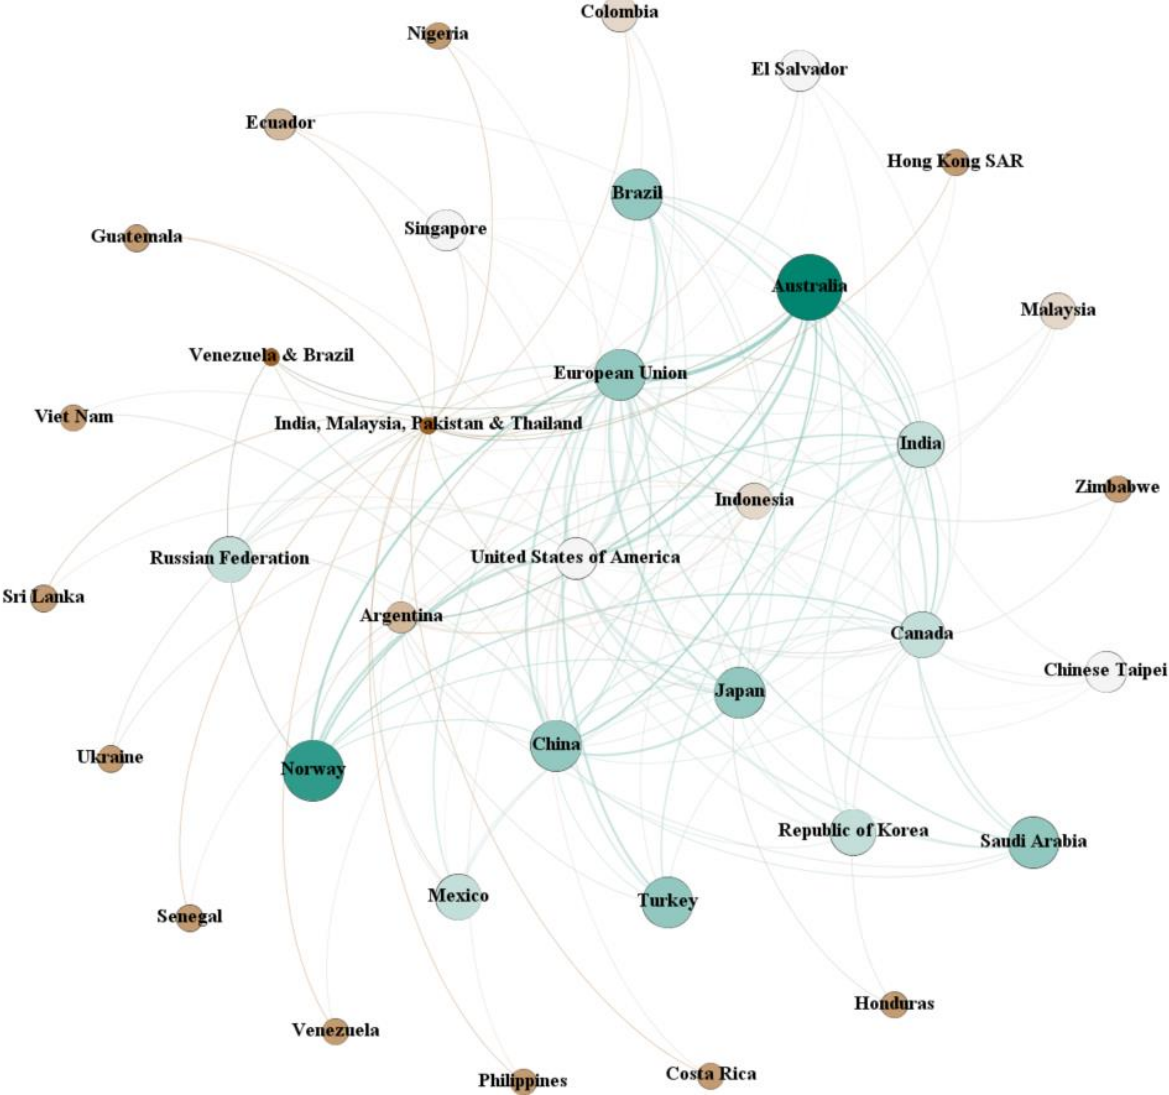 Colombia
Nigeria
El Salvador
Ecuador
Hong Kong SAR
Brazil
Singapore
Guatemala
Australia
Malaysia
Venezuela & Brazil
European Union
Viet Nam
India, Malaysia, Pakistan & Thailand
India
Zimbabwe
Indonesia
Russian Federation
United States of America
Sri Lanka
Argentina
Canada
Chinese Taipei
Japan
China
Ukraine
Norway
Republic of Korea
Saudi Arabia
Mexico
Turkey
Senegal
Honduras
Venezuela
Costa Rica
Philippines